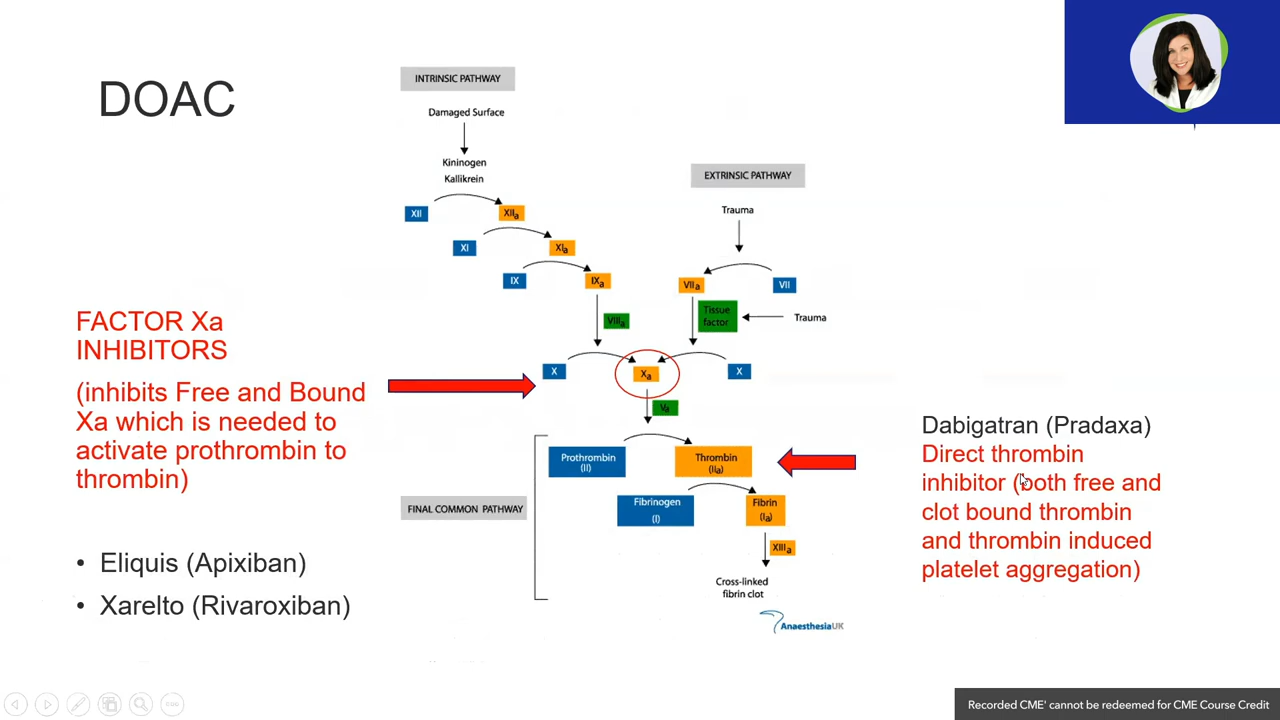 DOAC
INTRINSIC PATHWAY
Damaged Surface
Kininogen
Kallikrein
XII
XIIa
XI
XIa
IX
IXa
VIIIa
EXTRINSIC PATHWAY
Trauma
VIIa
VII
Tissue
factor
Trauma
X
Xa
X
Va
FACTOR Xa
INHIBITORS
(inhibits Free and Bound
Xa which is needed to
activate prothrombin to
thrombin)
• Eliquis (Apixiban)
• Xarelto (Rivaroxiban)
Prothrombin
(II)
Thrombin
(IIa)
Fibrinogen
(I)
Fibrin
(Ia)
FINAL COMMON PATHWAY
XIIIa
Cross-linked
fibrin clot
AnaesthesiaUK
Dabigatran (Pradaxa)
Direct thrombin
inhibitor (both free and
clot bound thrombin
and thrombin induced
platelet aggregation)
Recorded CME' cannot be redeemed for CME Course Credit